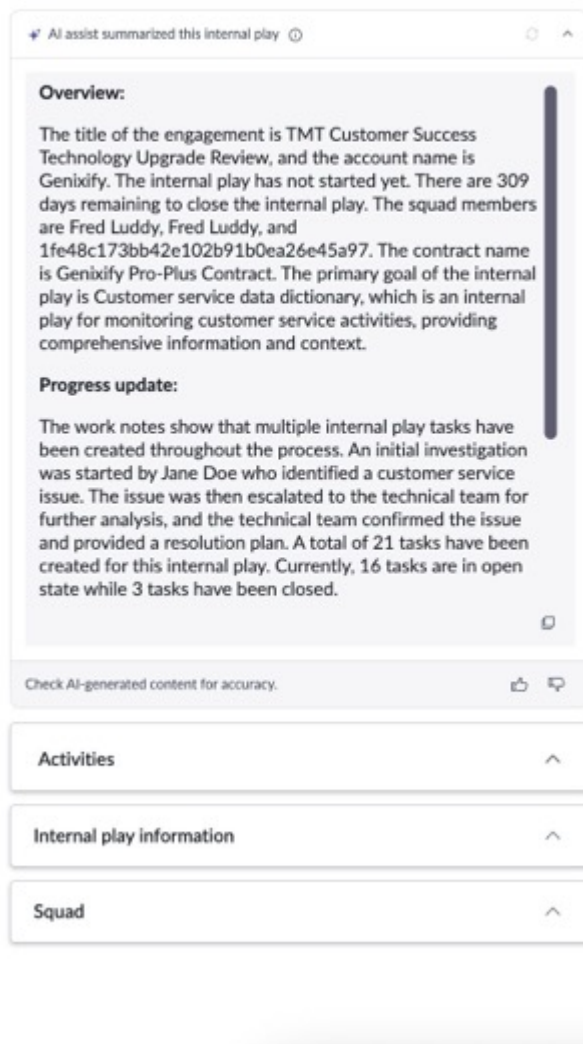 AI assist summarized this internal play
Overview:
The title of the engagement is TMT Customer Success
Technology Upgrade Review, and the account name is
Genixify. The internal play has not started yet. There are 309
days remaining to close the internal play. The squad members
are Fred Luddy, Fred Luddy, and
1fe48c173bb42e102b91b0ea26e45a97. The contract name
is Genixify Pro-Plus Contract. The primary goal of the internal
play is Customer service data dictionary, which is an internal
play for monitoring customer service activities, providing
comprehensive information and context.
Progress update:
The work notes show that multiple internal play tasks have
been created throughout the process. An initial investigation
was started by Jane Doe who identified a customer service
issue. The issue was then escalated to the technical team for
further analysis, and the technical team confirmed the issue
and provided a resolution plan. A total of 21 tasks have been
created for this internal play. Currently, 16 tasks are in open
state while 3 tasks have been closed.
Check AI-generated content for accuracy.
Activities
Internal play information
Squad